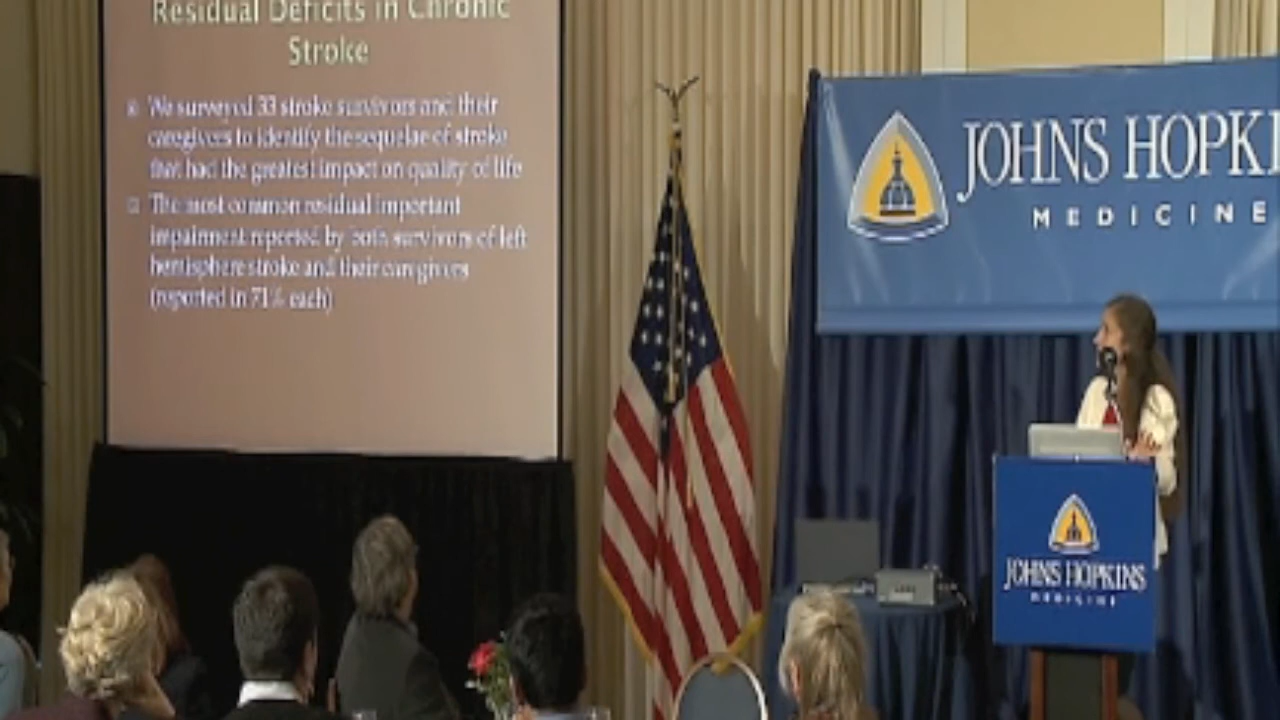 Residual Deficits in Chronic
Stroke
We surveyed 33 stroke survivors and their
caregivers to identify the sequelae of stroke
that had the greatest impact on quality of life
The most common residual important
impairment reported by both survivors of left
hemisphere stroke and their caregivers
(reported in 71% each)
JOHNS HOPKI
MEDICINE
JOHNS HOPKINS
MEDICINE